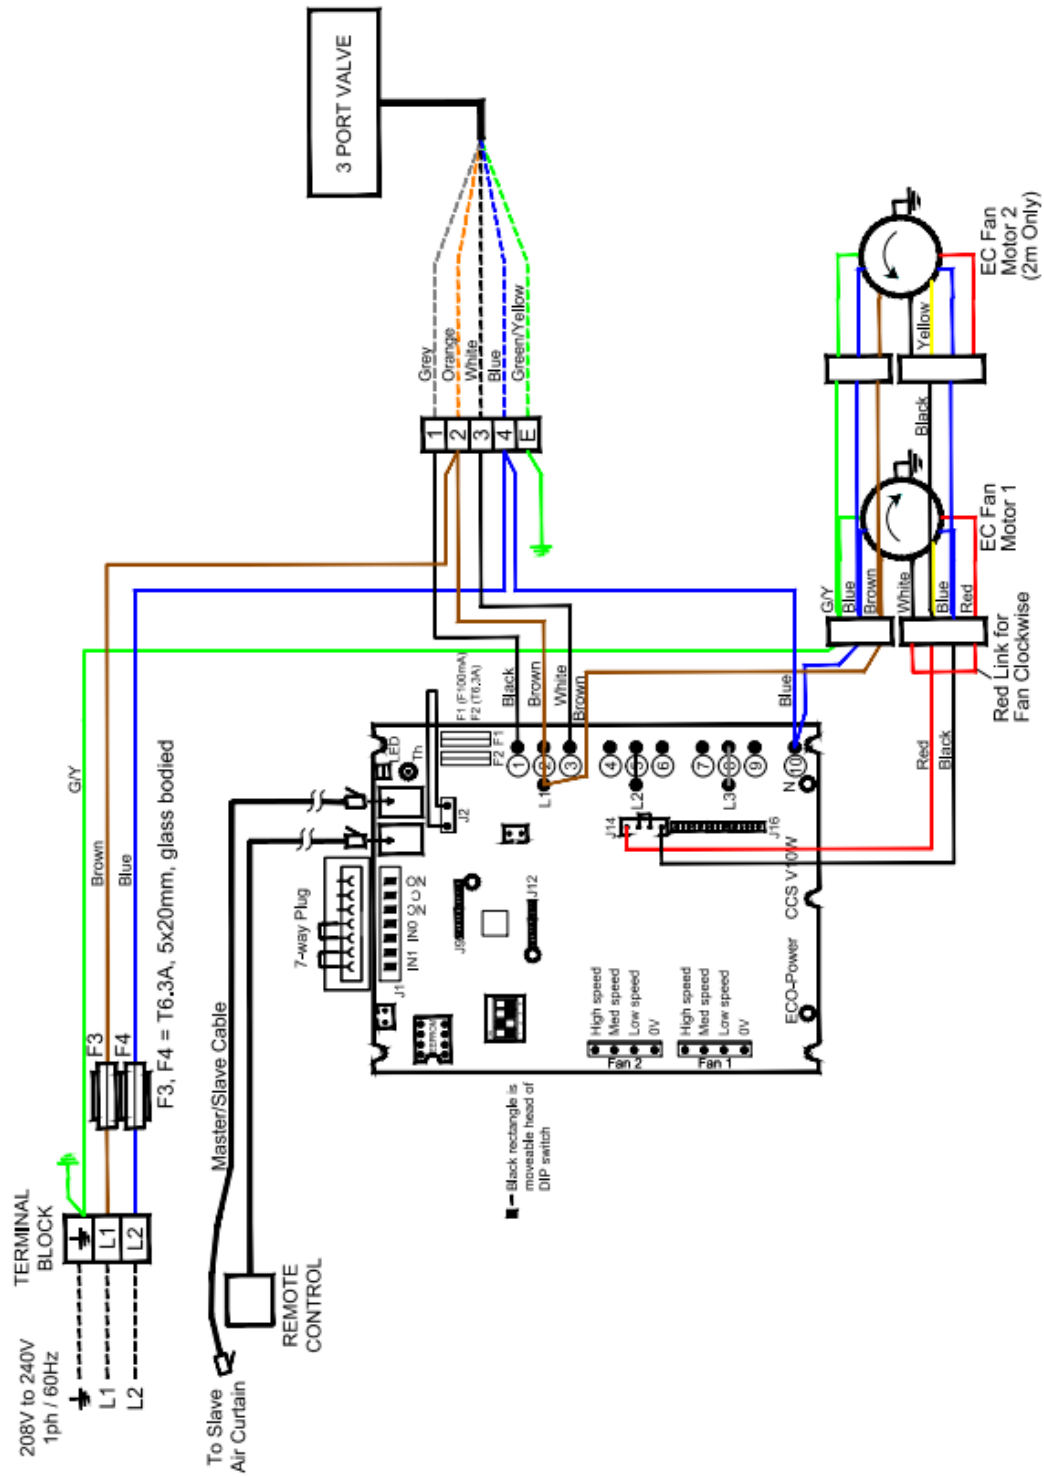 208V to 240V
1ph / 60Hz
L1
L2
TERMINAL
BLOCK
L1
L2
F3
F4
F3, F4 = T6.3A, 5x20mm, glass bodied
Brown
Blue
G/Y
To Slave
Air Curtain
REMOTE
CONTROL
Master/Slave Cable
7-way Plug
J1
IN1 IN0
ON
ON
LED
Th
J2
F1 (F100mA)
F2 (T6.3A)
F2 F1
EEPROM
J9
J12
Black rectangle is
moveable head of
DIP switch
High speed
Med speed
Low speed
0V
Fan 2
High speed
Med speed
Low speed
0V
Fan 1
ECO-Power
CCS V10W
J14
J16
1
2
3
4
5
6
7
8
9
10
L1
L2
L3
N
Black
Brown
White
Brown
Blue
Red
Black
1
2
3
4
E
Grey
Orange
White
Blue
Green/Yellow
3 PORT VALVE
G/Y
Blue
Brown
White
Blue
Red
Red Link for
Fan Clockwise
EC Fan
Motor 1
Black
Yellow
EC Fan
Motor 2
(2m Only)